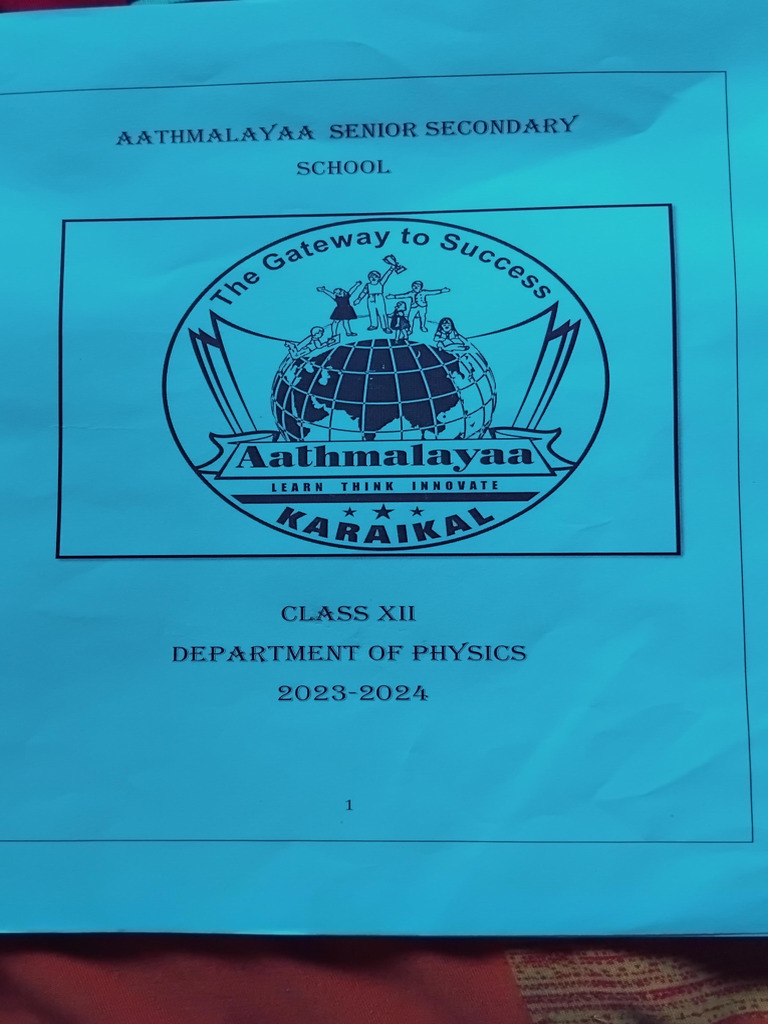 AATHMALAYAA SENIOR SECONDARY
SCHOOL
The Gateway to Success
Aathmalayaa
LEARN THINK INNOVATE
KARAIKAL
CLASS XII
DEPARTMENT OF PHYSICS
2023-2024
1